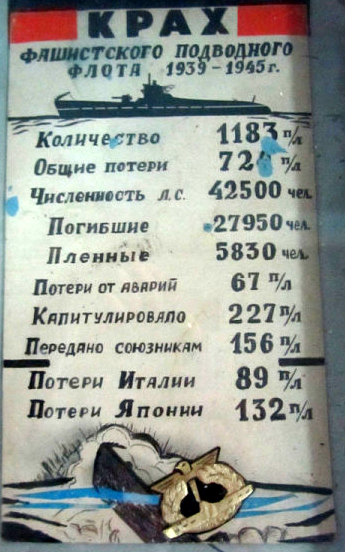 КРАХ
ФАШИСТСКОГО ПОДВОДНОГО
ФЛОТА 1939-1945 г.
Количество 1183 п/л
Общие потери п/л
Численность л.с. 42500 чел.
Погибшие 27950 чел.
Пленные 5830 чел.
Потери от аварий 67 п/л
Капитулировало 227 п/л
Передано союзникам 156 п/л
Потери Италии 89 п/л
Потери Японии 132 п/л